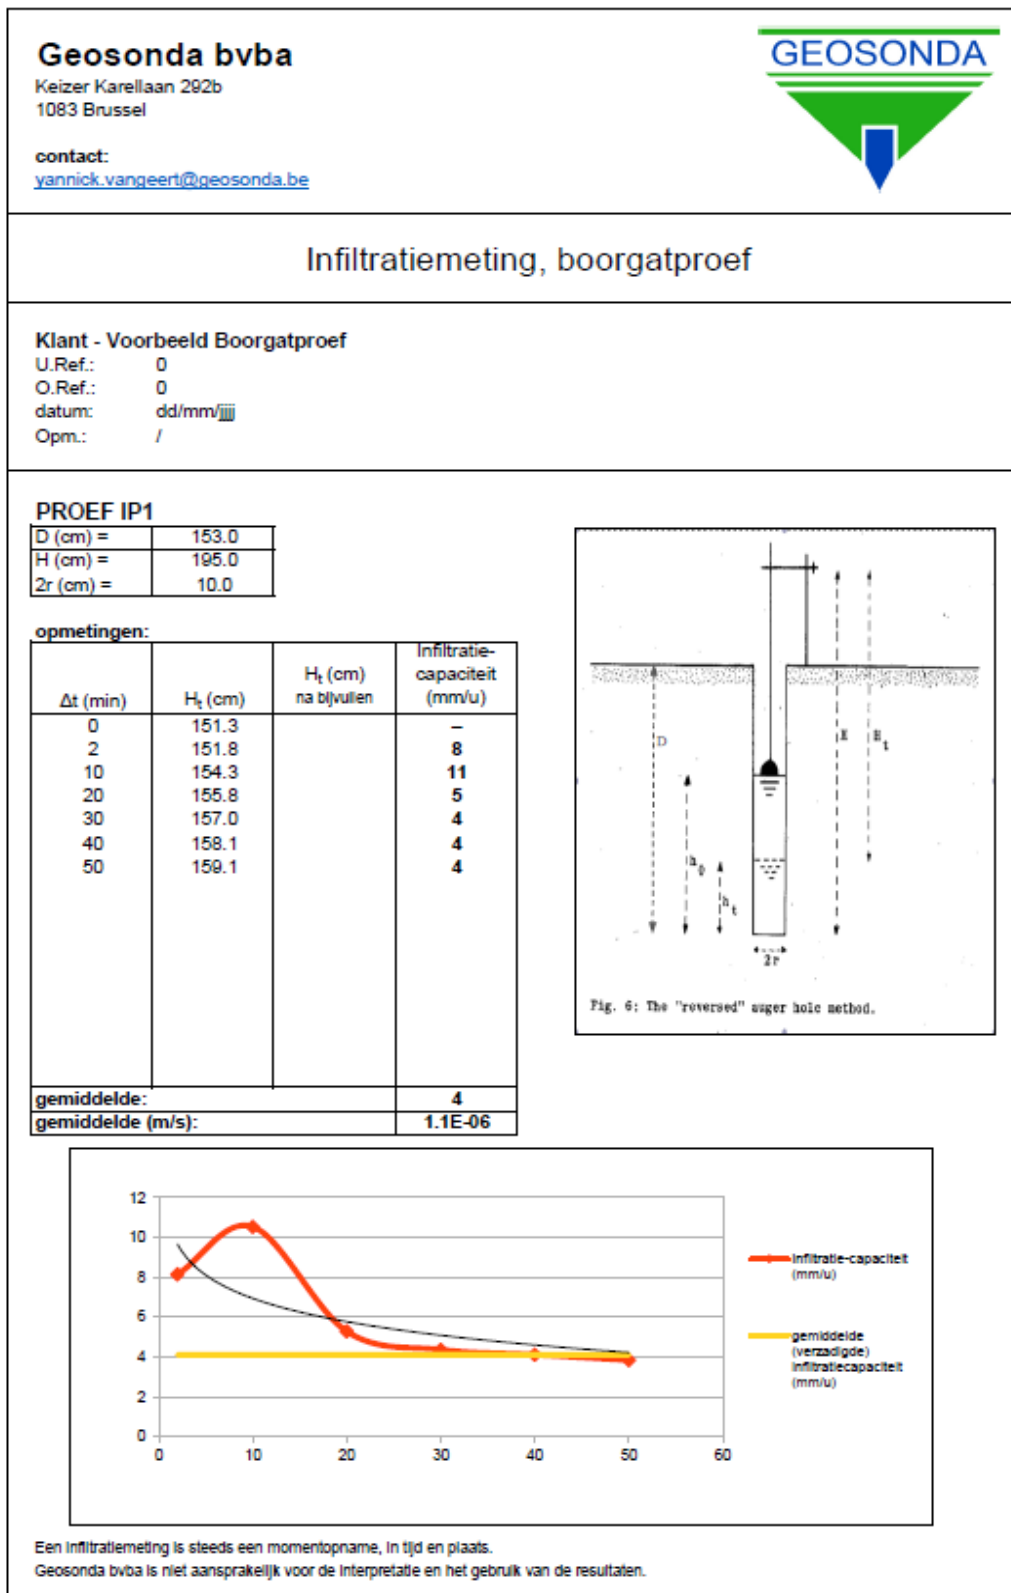 Geosonda bvba
Keizer Karellaan 292b
1083 Brussel
contact:
yannick.vangeert@geosonda.be
GEOSONDA
Infiltratiemeting, boorgatproef
Klant - Voorbeeld Boorgatproef
U.Ref.: 0
O.Ref.: 0
datum: dd/mm/jjjj
Opm.: /
PROEF IP1
D (cm) = 153.0
H (cm) = 195.0
2r (cm) = 10.0
opmetingen:
Δt (min) Ht (cm) Ht (cm) na bijvullen Infiltratie-capaciteit (mm/u)
0 151.3 –
2 151.8 8
10 154.3 11
20 155.8 5
30 157.0 4
40 158.1 4
50 159.1 4
gemiddelde: 4
gemiddelde (m/s): 1.1E-06
D
h0
ht
H
Ht
2r
Fig. 6: The "reversed" auger hole method.
12
10
8
6
4
2
0
0 10 20 30 40 50 60
infiltratie-capaciteit
(mm/u)
gemiddelde
(verzadigde)
infiltratiecapaciteit
(mm/u)
Een infiltratiemeting is steeds een momentopname, in tijd en plaats.
Geosonda bvba is niet aansprakelijk voor de interpretatie en het gebruik van de resultaten.